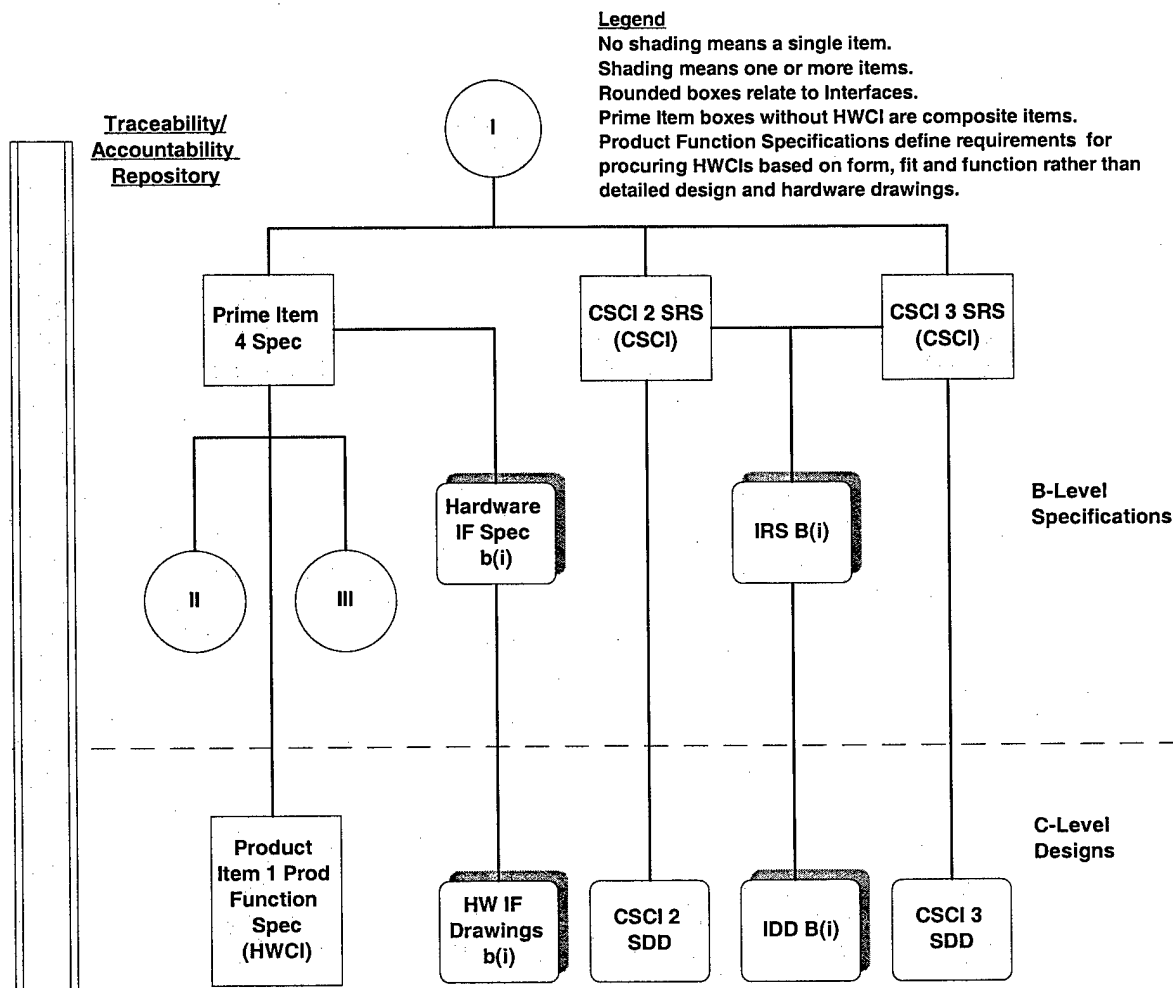 Legend
No shading means a single item.
Shading means one or more items.
Rounded boxes relate to Interfaces.
Prime Item boxes without HWCI are composite items.
Product Function Specifications define requirements for
procuring HWCIs based on form, fit and function rather than
detailed design and hardware drawings.
Traceability/
Accountability
Repository
I
Prime Item
4 Spec
CSCI 2 SRS
(CSCI)
CSCI 3 SRS
(CSCI)
Hardware
IF Spec
b(i)
IRS B(i)
B-Level
Specifications
II
III
C-Level
Designs
Product
Item 1 Prod
Function
Spec
(HWCI)
HW IF
Drawings
b(i)
CSCI 2
SDD
IDD B(i)
CSCI 3
SDD